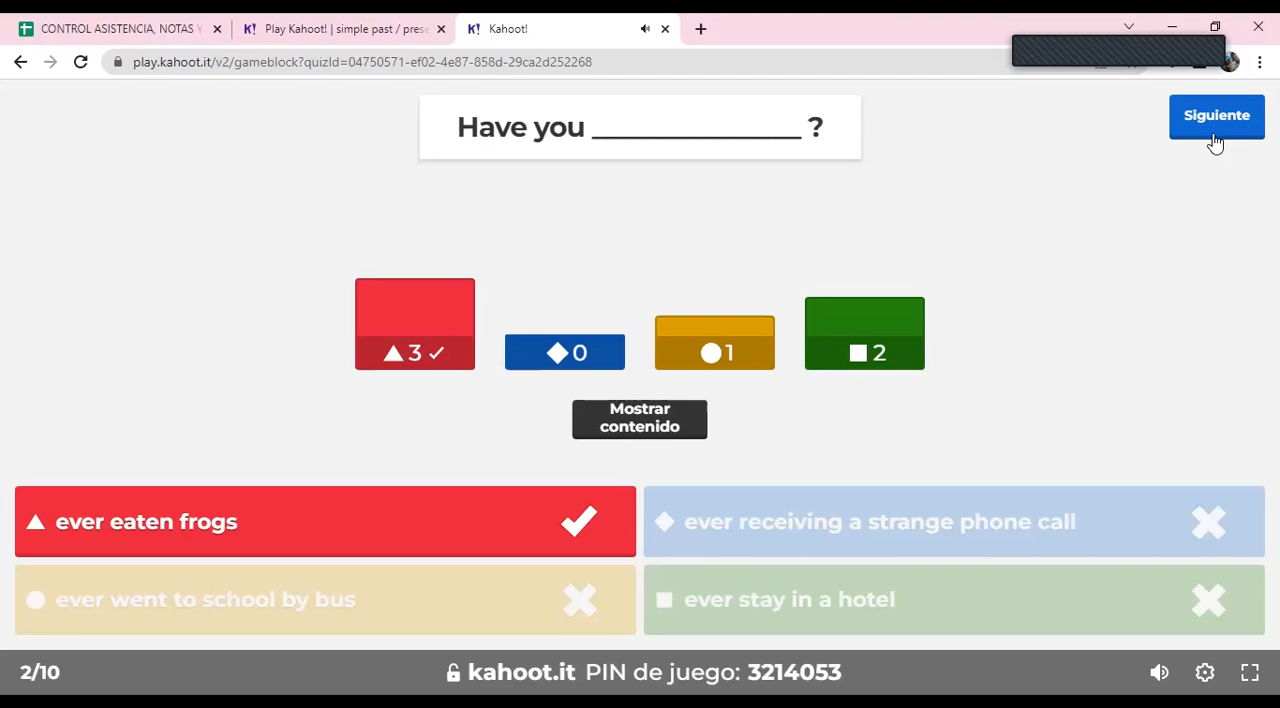 CONTROL ASISTENCIA, NOTAS Y
K! Play Kahoot! | simple past / prese
K! Kahoot!
play.kahoot.it/v2/gameblock?quizId=04750571-ef02-4e87-858d-29ca2d252268
Have you ______________ ?
Siguiente
3
0
1
2
Mostrar
contenido
ever eaten frogs
ever receiving a strange phone call
ever went to school by bus
ever stay in a hotel
2/10
kahoot.it PIN de juego: 3214053